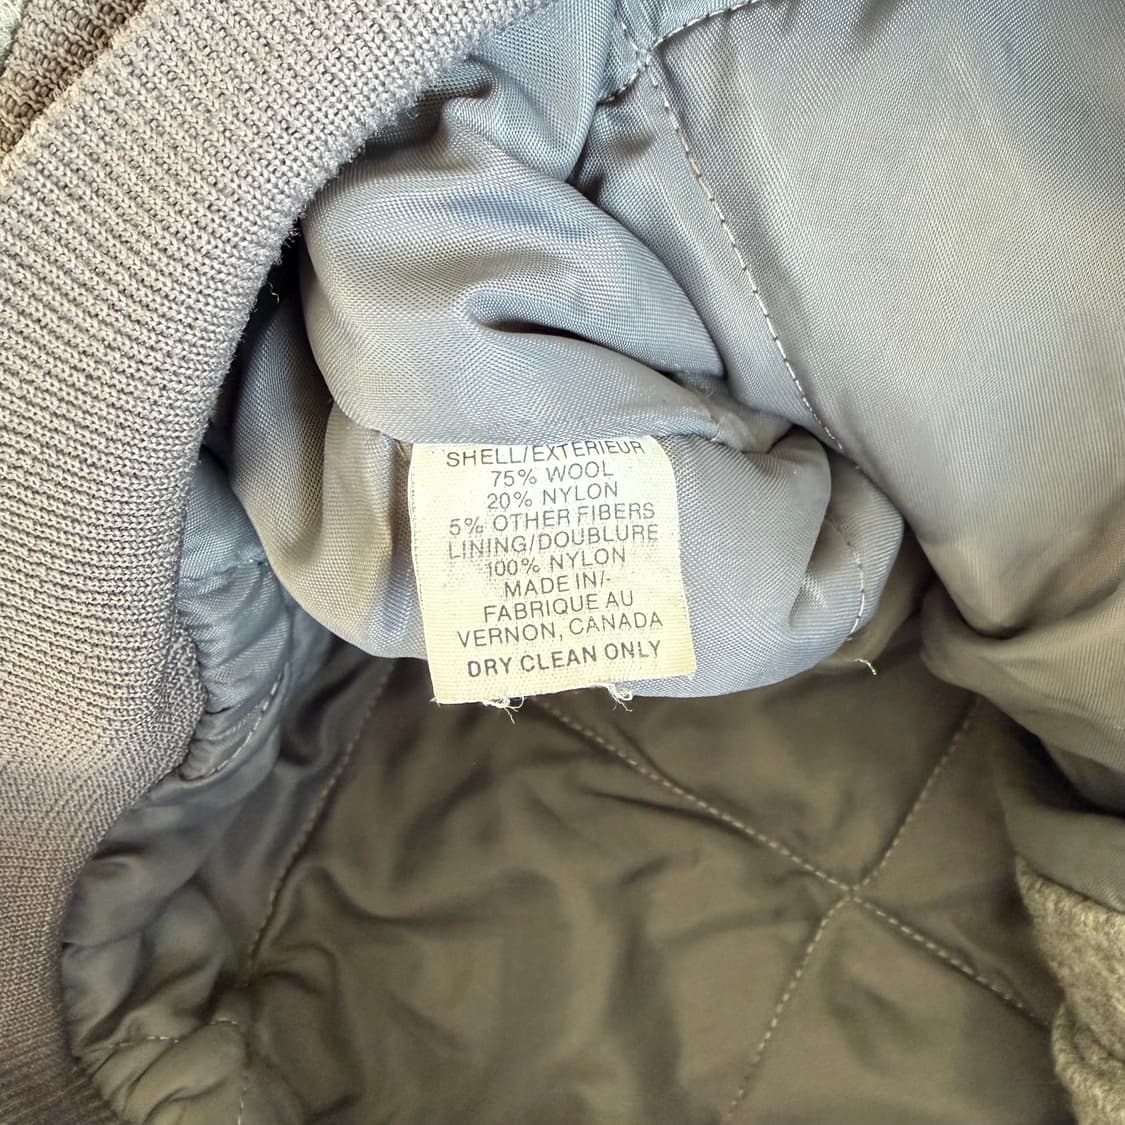 SHELL/EXTERIEUR
75% WOOL
20% NYLON
5% OTHER FIBERS
LINING/DOUBLURE
100% NYLON
MADE IN/-
FABRIQUE AU
VERNON, CANADA
DRY CLEAN ONLY